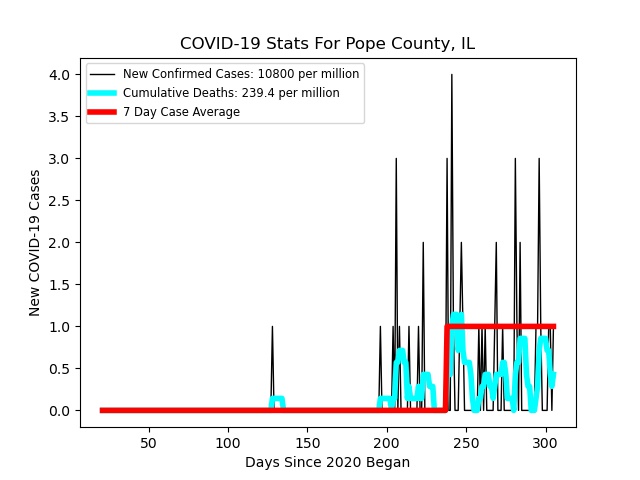 COVID-19 Stats For Pope County, IL
New Confirmed Cases: 10800 per million
Cumulative Deaths: 239.4 per million
7 Day Case Average
New COVID-19 Cases
4.0
3.5
3.0
2.5
2.0
1.5
1.0
0.5
0.0
50 100 150 200 250 300
Days Since 2020 Began